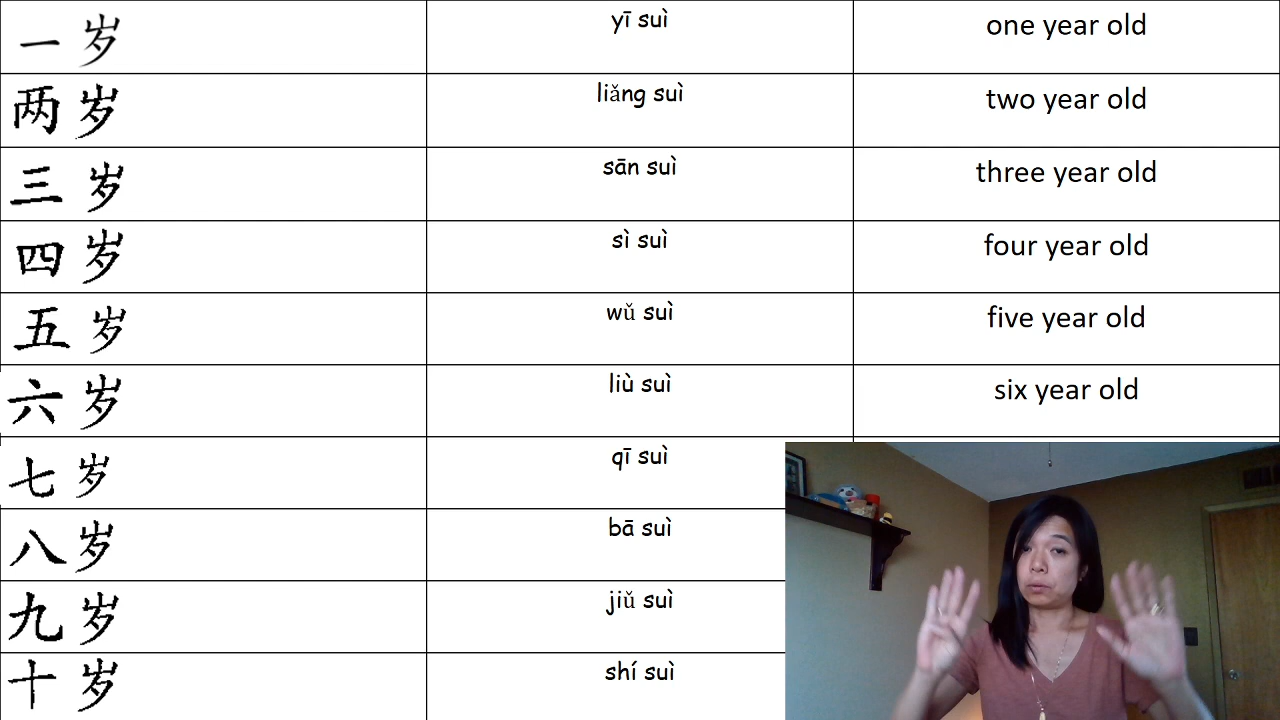 一 岁 yī suì one year old
两 岁 liǎng suì two year old
三 岁 sān suì three year old
四 岁 sì suì four year old
五 岁 wǔ suì five year old
六 岁 liù suì six year old
七 岁 qī suì
八 岁 bā suì
九 岁 jiǔ suì
十 岁 shí suì